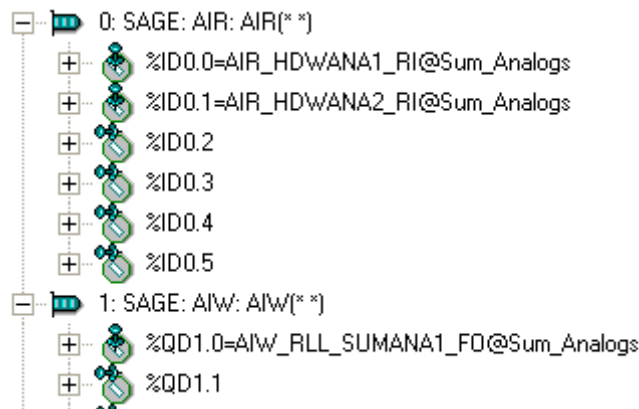 0: SAGE: AIR: AIR(* *)
%ID0.0=AIR_HDWANA1_RI@Sum_Analogs
%ID0.1=AIR_HDWANA2_RI@Sum_Analogs
%ID0.2
%ID0.3
%ID0.4
%ID0.5
1: SAGE: AIW: AIW(* *)
%QD1.0=AIW_RLL_SUMANA1_FO@Sum_Analogs
%QD1.1